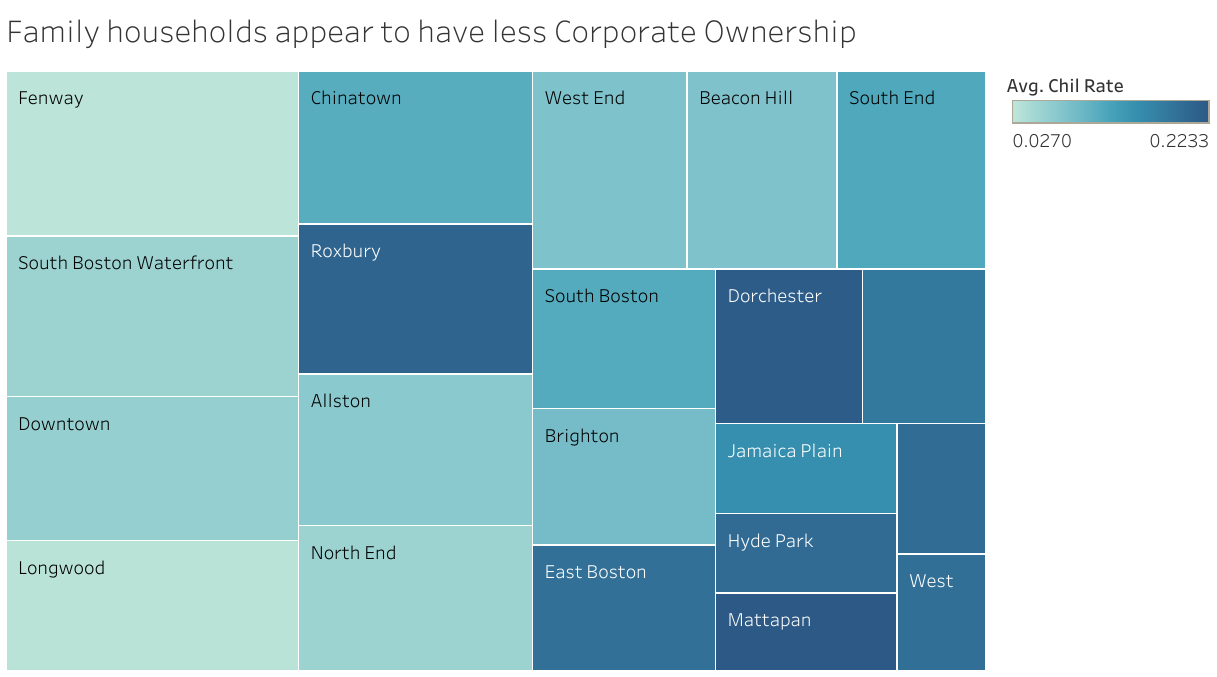 Family households appear to have less Corporate Ownership
Fenway
Chinatown
West End
Beacon Hill
South End
Avg. Chil Rate
0.0270
0.2233
Roxbury
South Boston Waterfront
South Boston
Dorchester
Allston
Downtown
Brighton
Jamaica Plain
North End
Hyde Park
Longwood
East Boston
West
Mattapan